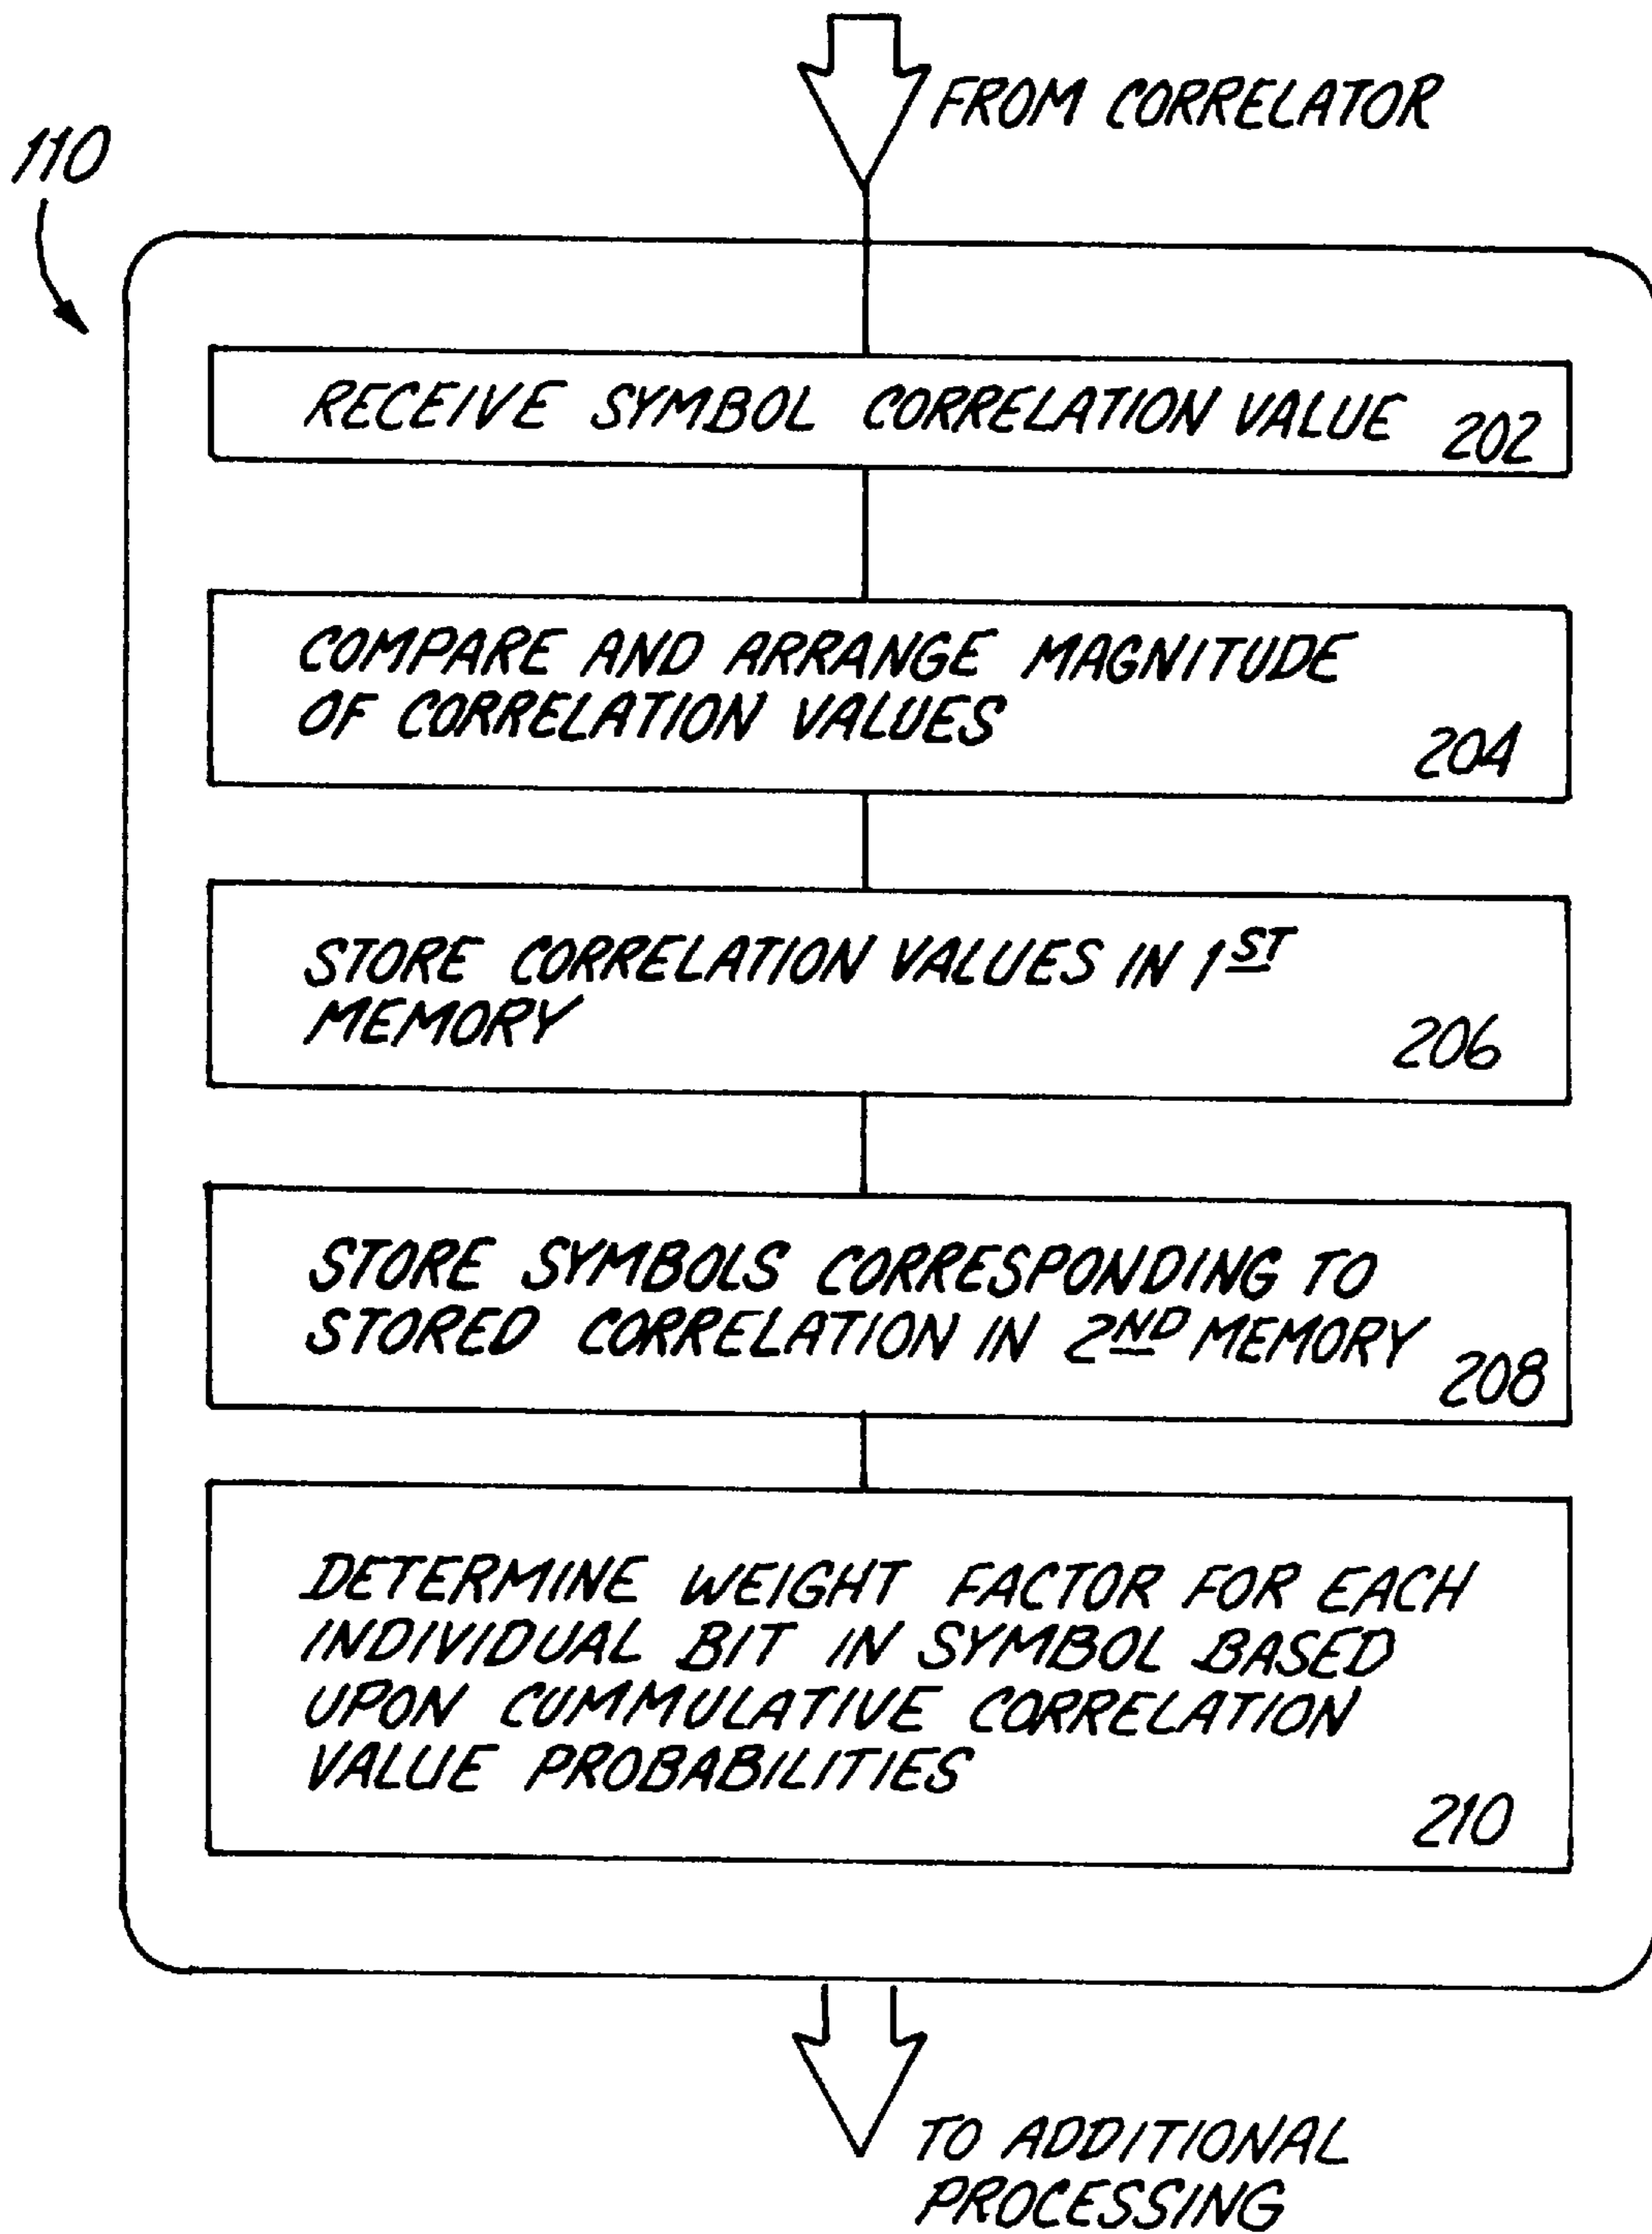 FROM CORRELATOR
110
RECEIVE SYMBOL CORRELATION VALUE 202
COMPARE AND ARRANGE MAGNITUDE
OF CORRELATION VALUES
204
STORE CORRELATION VALUES IN 1ST
MEMORY
206
STORE SYMBOLS CORRESPONDING TO
STORED CORRELATION IN 2ND MEMORY
208
DETERMINE WEIGHT FACTOR FOR EACH
INDIVIDUAL BIT IN SYMBOL BASED
UPON CUMMULATIVE CORRELATION
VALUE PROBABILITIES
210
TO ADDITIONAL
PROCESSING